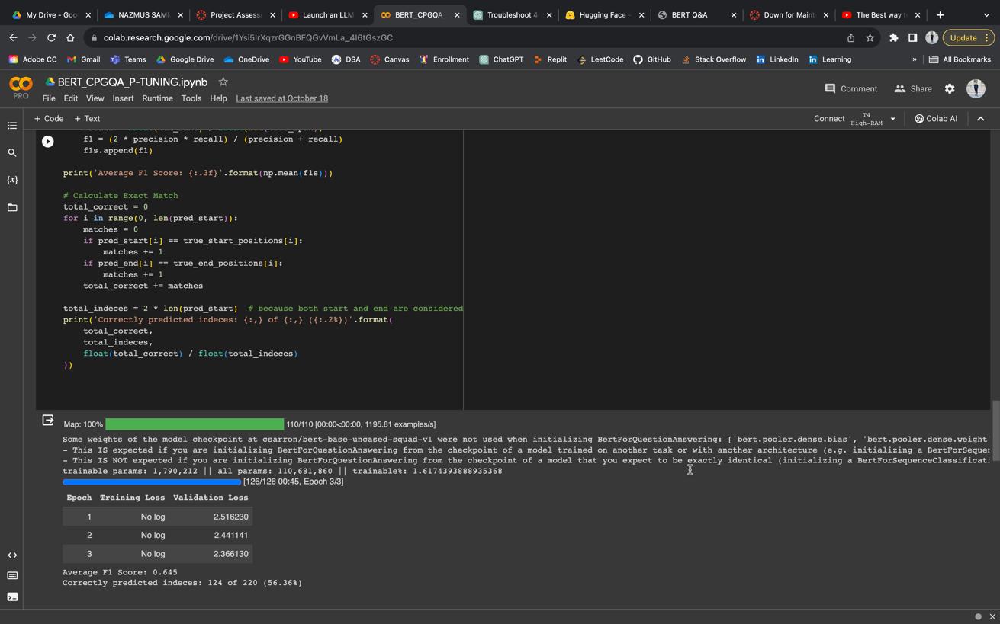 My Drive - Goo
NAZMUS SAM
Project Assess
Launch an LLM
BERT_CPGQA_
Troubleshoot 4
Hugging Face –
BERT Q&A
Down for Maint
The Best way t
colab.research.google.com/drive/1Ysi5IrXqzrGGnBFQGvVmLa_4I6tGszGC
Update
Adobe CC
Gmail
Teams
Google Drive
OneDrive
YouTube
DSA
Canvas
Enrollment
ChatGPT
Replit
LeetCode
GitHub
Stack Overflow
LinkedIn
Learning
»
All Bookmarks
PRO
BERT_CPGQA_P-TUNING.ipynb
File Edit View Insert Runtime Tools Help Last saved at October 18
Comment
Share
+ Code + Text
Connect
T4
High-RAM
Colab AI
f1 = (2 * precision * recall) / (precision + recall)
f1s.append(f1)
print('Average F1 Score: {:.3f}'.format(np.mean(f1s)))
# Calculate Exact Match
total_correct = 0
for i in range(0, len(pred_start)):
matches = 0
if pred_start[i] == true_start_positions[i]:
matches += 1
if pred_end[i] == true_end_positions[i]:
matches += 1
total_correct += matches
total_indeces = 2 * len(pred_start)  # because both start and end are considered
print('Correctly predicted indeces: {:,} of {:,} ({:.2%})'.format(
total_correct,
total_indeces,
float(total_correct) / float(total_indeces)
))
Map: 100% 110/110 [00:00<00:00, 1195.81 examples/s]
Some weights of the model checkpoint at csarron/bert-base-uncased-squad-v1 were not used when initializing BertForQuestionAnswering: ['bert.pooler.dense.bias', 'bert.pooler.dense.weight'
- This IS expected if you are initializing BertForQuestionAnswering from the checkpoint of a model trained on another task or with another architecture (e.g. initializing a BertForSequen
- This IS NOT expected if you are initializing BertForQuestionAnswering from the checkpoint of a model that you expect to be exactly identical (initializing a BertForSequenceClassificati
trainable params: 1,790,212 || all params: 110,681,860 || trainable%: 1.6174393888935368
[126/126 00:45, Epoch 3/3]
Epoch Training Loss Validation Loss
1 No log 2.516230
2 No log 2.441141
3 No log 2.366130
Average F1 Score: 0.645
Correctly predicted indeces: 124 of 220 (56.36%)